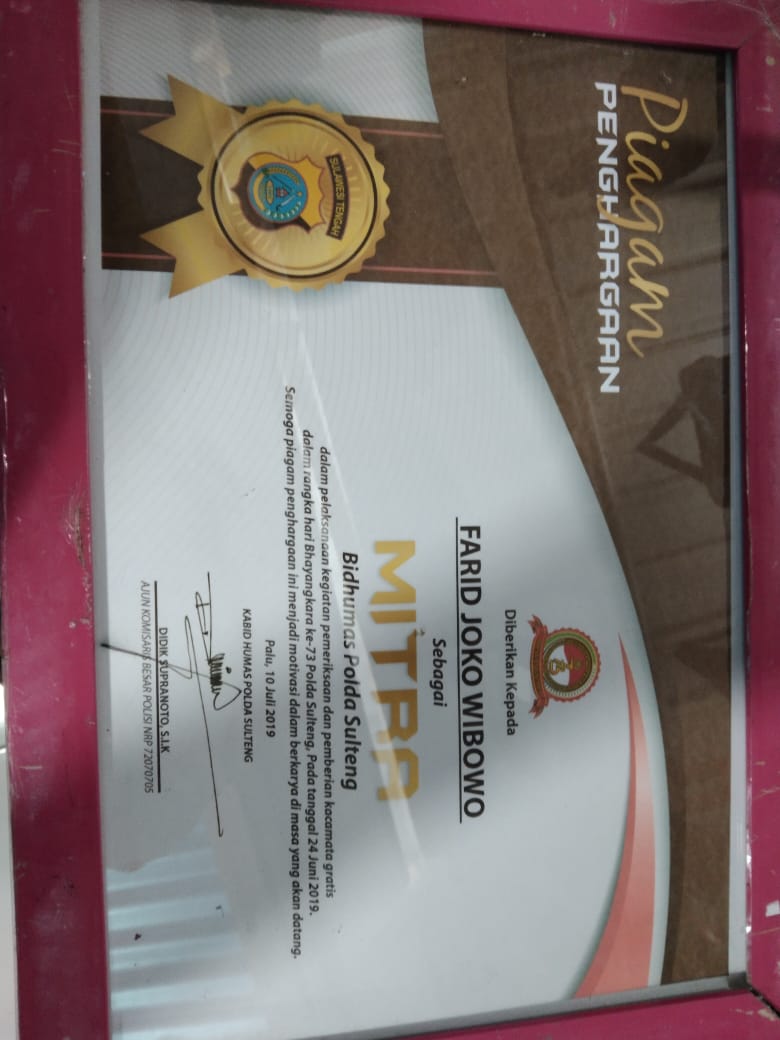 Piagam
PENGHARGAAN
SULAWESI TENGAH
Diberikan Kepada
FARID JOKO WIBOWO
Sebagai
MITRA
Bidhumas Polda Sulteng
dalam pelaksanaan kegiatan pemeriksaan dan pemberian kacamata gratis
dalam rangka hari Bhayangkara ke-73 Polda Sulteng, Pada tanggal 24 Juni 2019.
Semoga piagam penghargaan ini menjadi motivasi dalam berkarya di masa yang akan datang.
Palu, 10 Juli 2019
KABID HUMAS POLDA SULTENG
DIDIK SUPRANOTO, S.I.K
AJUN KOMISARIS BESAR POLISI NRP 72070705